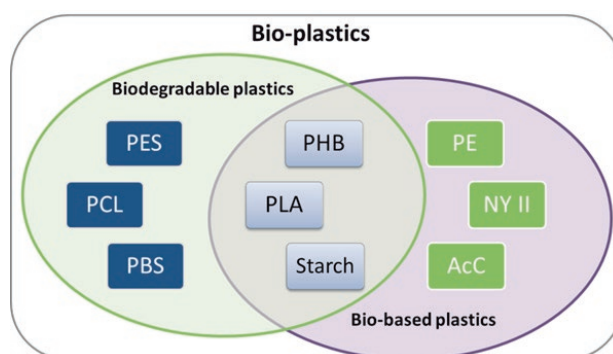 Bio-plastics
Biodegradable plastics
PES
PHB
PE
PCL
PLA
NY II
PBS
Starch
AcC
Bio-based plastics